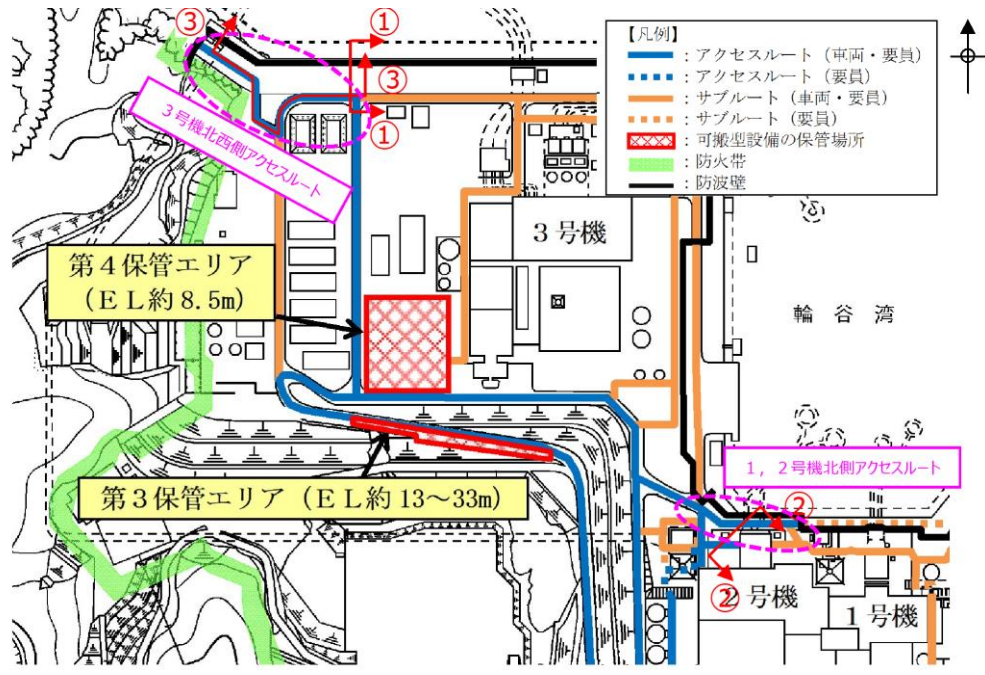 ③
①
③
①
3号機北西側アクセスルート
【凡例】
：アクセスルート（車両・要員）
：アクセスルート（要員）
：サブルート（車両・要員）
：サブルート（要員）
：可搬型設備の保管場所
：防火帯
：防波壁
3号機
第4保管エリア
（EL約8.5m）
輪谷湾
1，2号機北側アクセスルート
第3保管エリア（EL約13～33m）
②
②
2号機
1号機